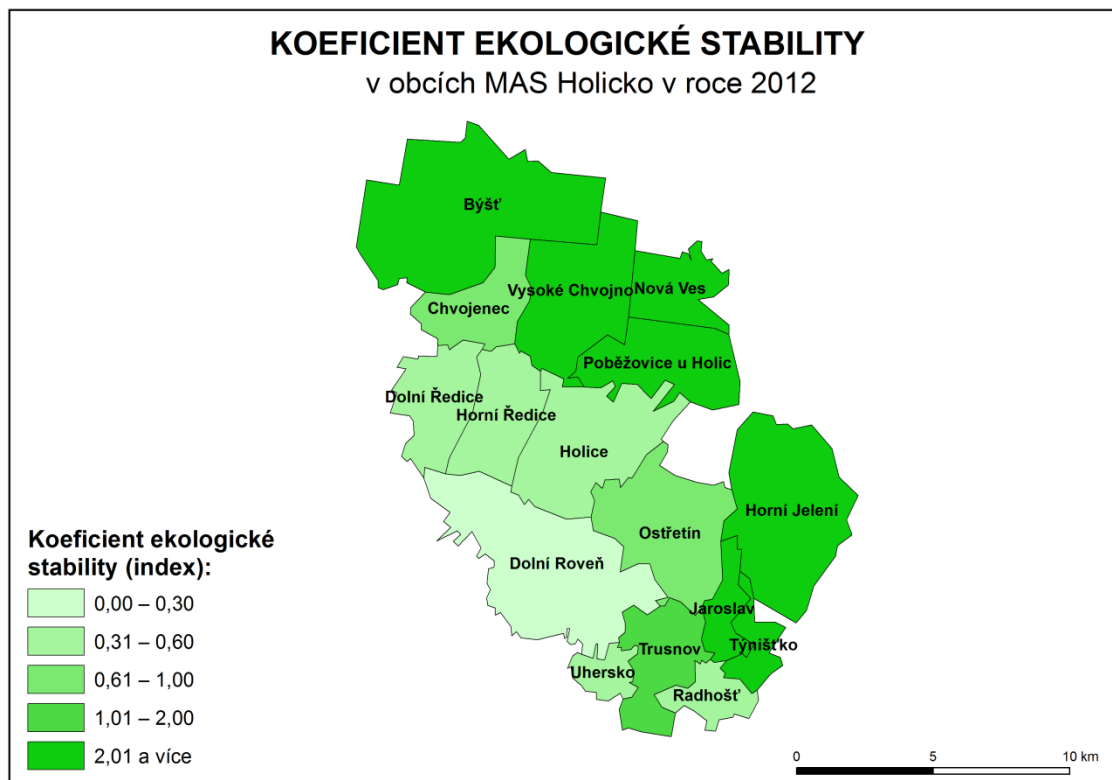 KOEFICIENT EKOLOGICKÉ STABILITY
v obcích MAS Holicko v roce 2012
Býšť
Vysoké Chvojno
Nová Ves
Chvojenec
Poběžovice u Holic
Dolní Ředice
Horní Ředice
Holice
Horní Jelení
Ostřetín
Dolní Roveň
Jaroslav
Týnišťko
Trusnov
Uhersko
Radhošť
Koeficient ekologické
stability (index):
0,00 – 0,30
0,31 – 0,60
0,61 – 1,00
1,01 – 2,00
2,01 a více
0 5 10 km